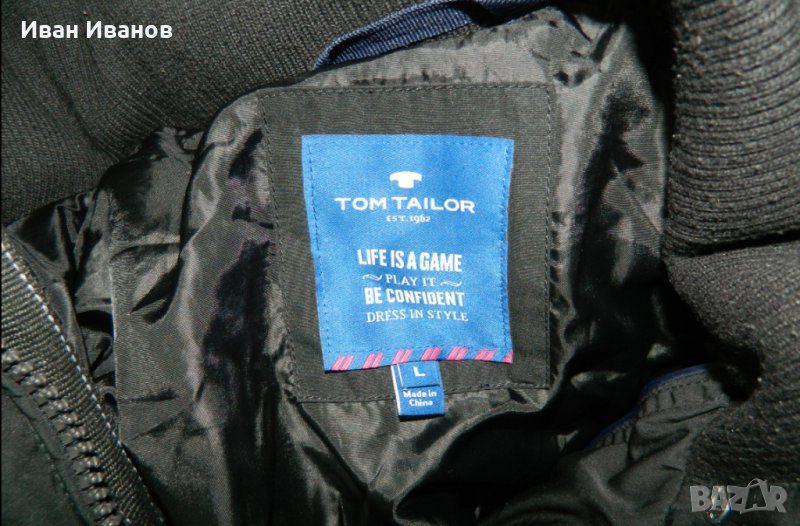 Иван Иванов
TOM TAILOR
EST. 1962
LIFE IS A GAME
PLAY IT
BE CONFIDENT
DRESS IN STYLE
L
Made in
China
BAZAR